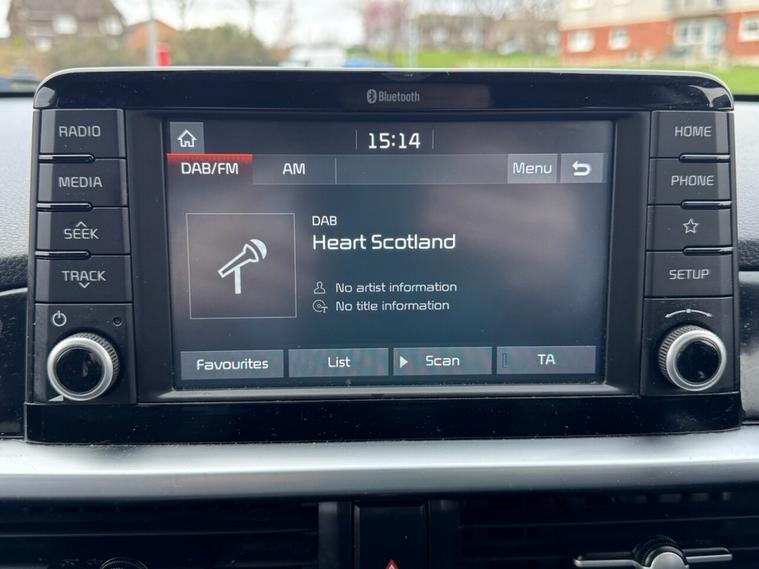 Bluetooth
RADIO
MEDIA
SEEK
TRACK
15:14
DAB/FM AM Menu
DAB
Heart Scotland
No artist information
No title information
Favourites List Scan TA
HOME
PHONE
SETUP